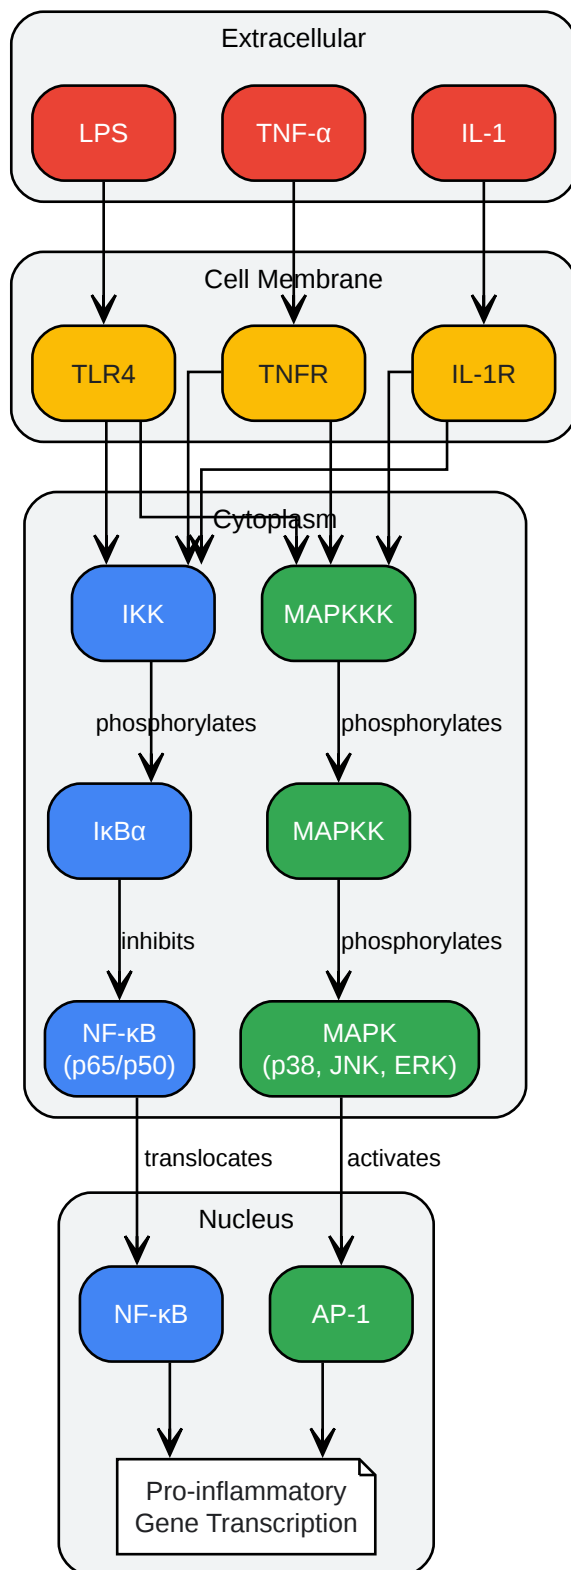 Extracellular
LPS
TNF-α
IL-1
Cell Membrane
TLR4
TNFR
IL-1R
Cytoplasm
IKK
MAPKKK
phosphorylates
phosphorylates
IκBα
MAPKK
inhibits
phosphorylates
NF-κB
(p65/p50)
MAPK
(p38, JNK, ERK)
translocates
activates
Nucleus
NF-κB
AP-1
Pro-inflammatory
Gene Transcription